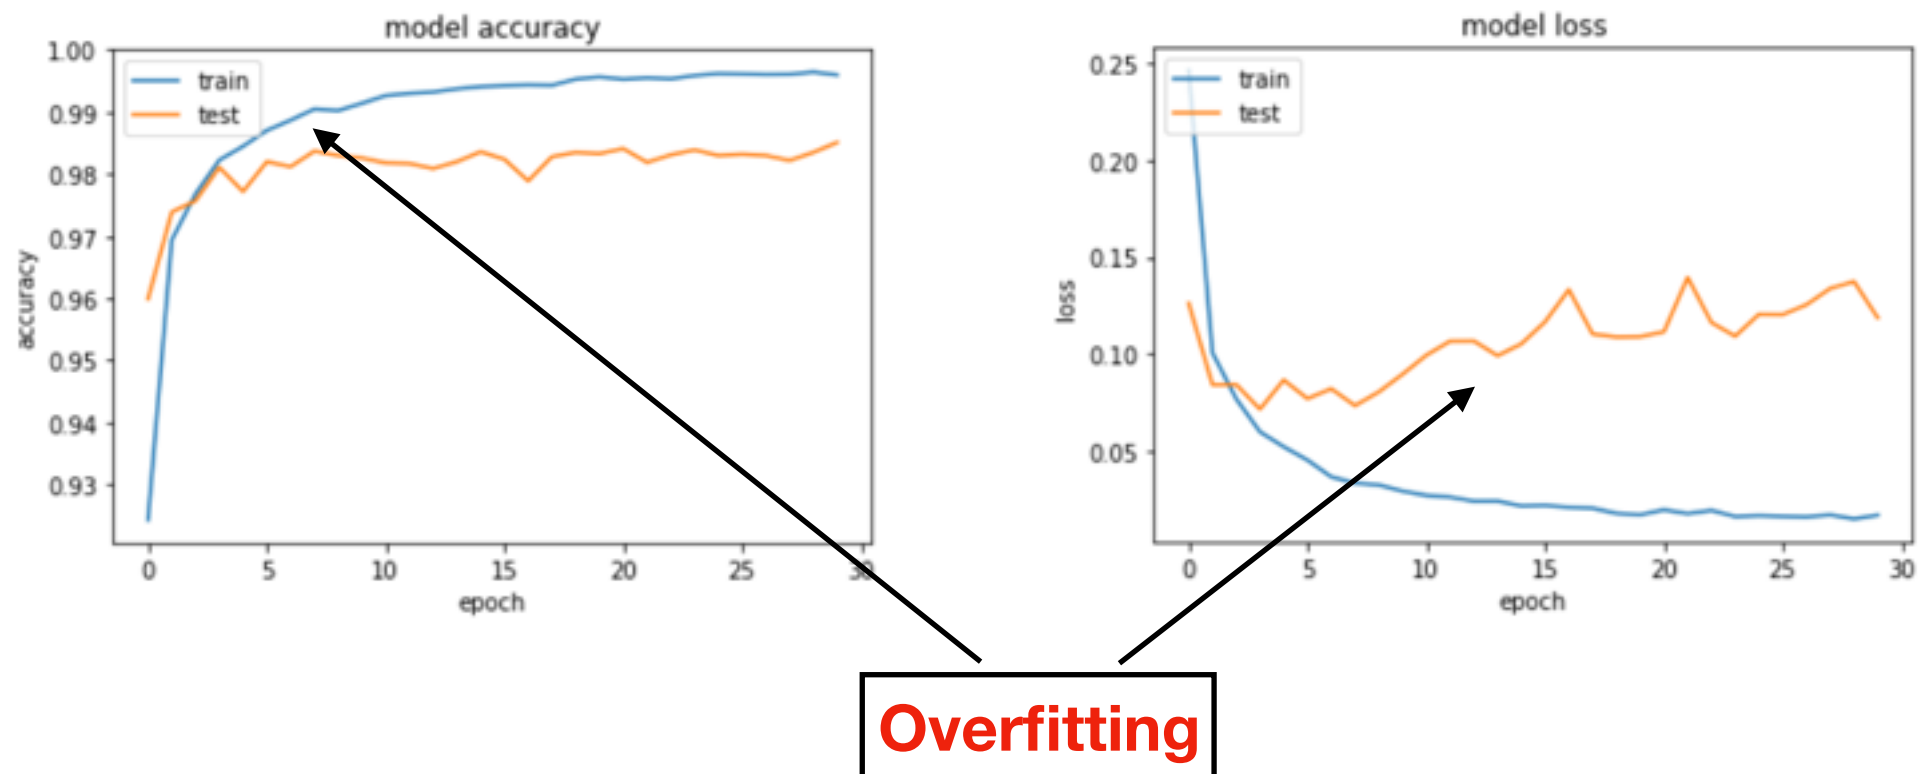 model accuracy
1.00
0.99
0.98
0.97
0.96
0.95
0.94
0.93
accuracy
train
test
0 5 10 15 20 25 30
epoch
model loss
0.25
0.20
0.15
0.10
0.05
loss
train
test
0 5 10 15 20 25 30
epoch
Overfitting